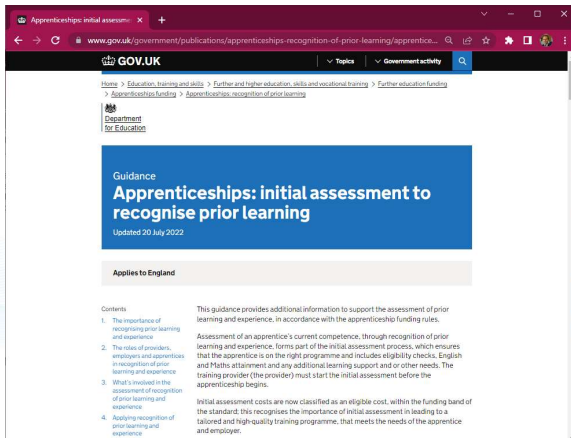 Apprenticeships: initial assessme
www.gov.uk/government/publications/apprenticeships-recognition-of-prior-learning/apprentice...
GOV.UK
Topics
Government activity
Home > Education, training and skills > Further and higher education, skills and vocational training > Further education funding
> Apprenticeships funding > Apprenticeships: recognition of prior learning
Department
for Education
Guidance
Apprenticeships: initial assessment to
recognise prior learning
Updated 20 July 2022
Applies to England
Contents
1. The importance of
recognising prior learning
and experience
2. The roles of providers,
employers and apprentices
in recognition of prior
learning and experience
3. What's involved in the
assessment of recognition
of prior learning and
experience
4. Applying recognition of
prior learning and
experience
This guidance provides additional information to support the assessment of prior
learning and experience, in accordance with the apprenticeship funding rules.
Assessment of an apprentice's current competence, through recognition of prior
learning and experience, forms part of the initial assessment process, which ensures
that the apprentice is on the right programme and includes eligibility checks, English
and Maths attainment and any additional learning support and or other needs. The
training provider (the provider) must start the initial assessment before the
apprenticeship begins.
Initial assessment costs are now classified as an eligible cost, within the funding band of
the standard; this recognises the importance of initial assessment in leading to a
tailored and high-quality training programme, that meets the needs of the apprentice
and employer.